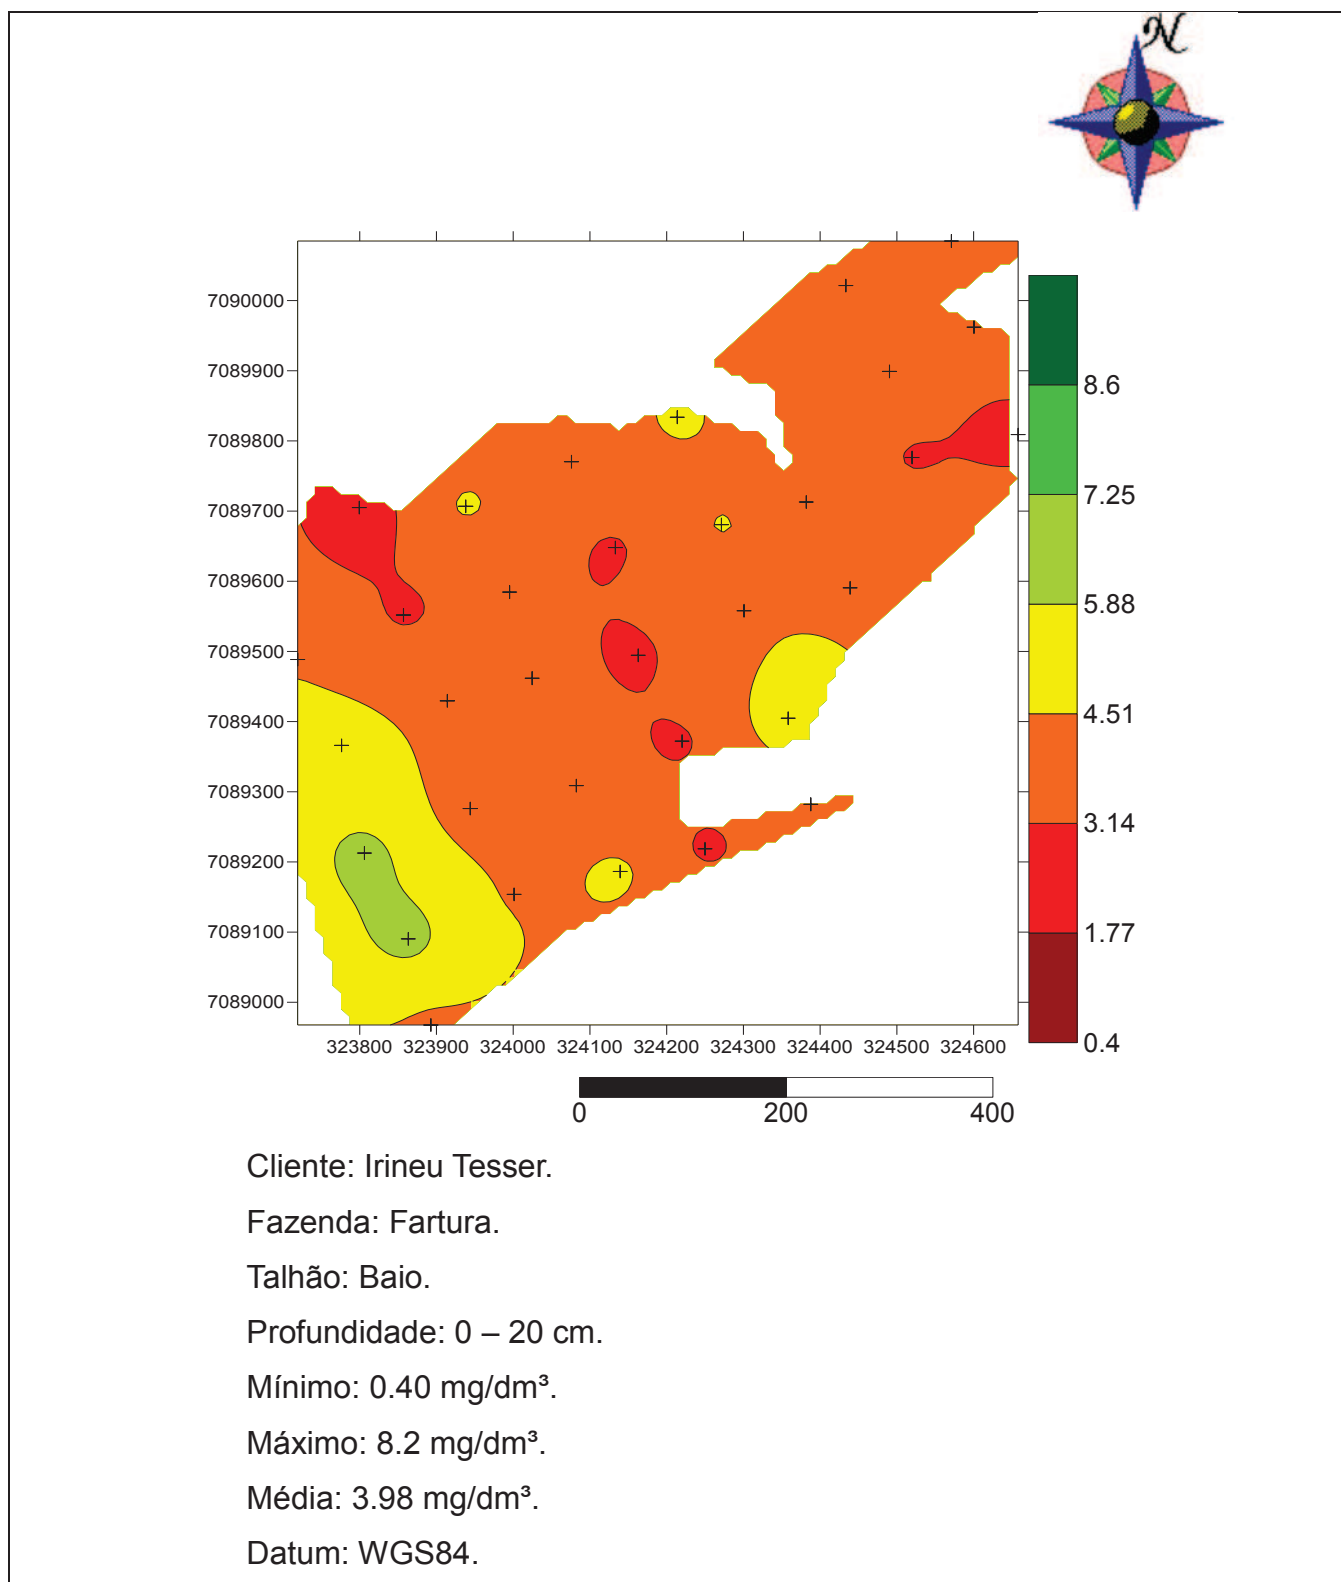 N
7090000
7089900
7089800
7089700
7089600
7089500
7089400
7089300
7089200
7089100
7089000
323800 323900 324000 324100 324200 324300 324400 324500 324600
8.6
7.25
5.88
4.51
3.14
1.77
0.4
0 200 400
Cliente: Irineu Tesser.
Fazenda: Fartura.
Talhão: Baio.
Profundidade: 0 – 20 cm.
Mínimo: 0.40 mg/dm³.
Máximo: 8.2 mg/dm³.
Média: 3.98 mg/dm³.
Datum: WGS84.